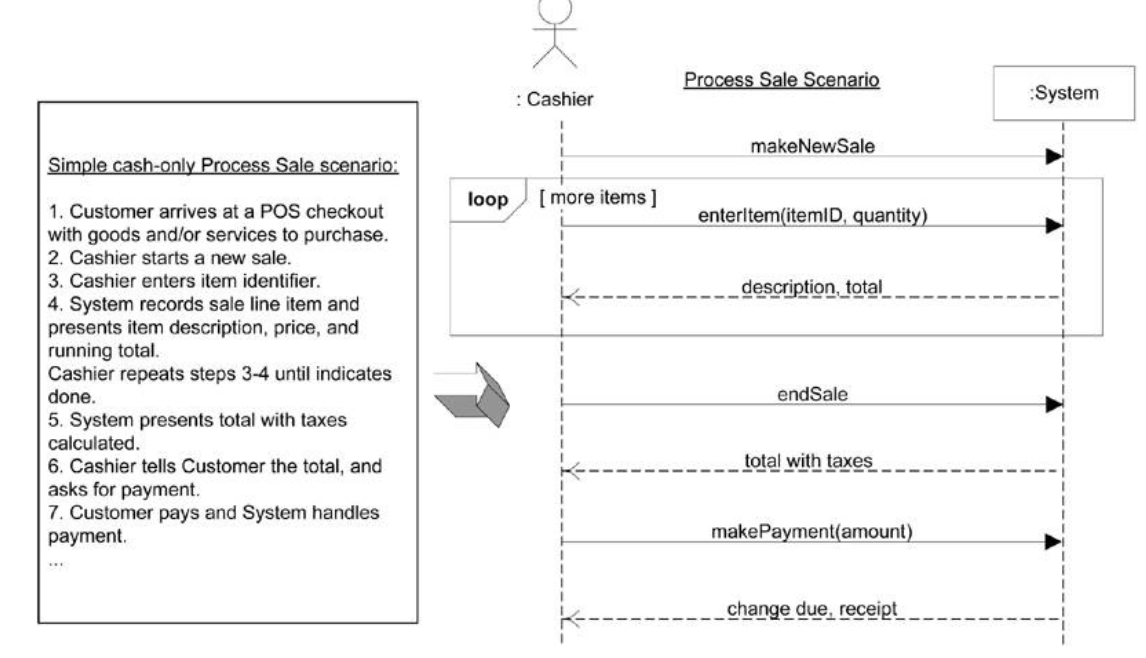 Simple cash-only Process Sale scenario:
1. Customer arrives at a POS checkout
with goods and/or services to purchase.
2. Cashier starts a new sale.
3. Cashier enters item identifier.
4. System records sale line item and
presents item description, price, and
running total.
Cashier repeats steps 3-4 until indicates
done.
5. System presents total with taxes
calculated.
6. Cashier tells Customer the total, and
asks for payment.
7. Customer pays and System handles
payment.
...
: Cashier
Process Sale Scenario
:System
makeNewSale
loop
[ more items ]
enterItem(itemID, quantity)
description, total
endSale
total with taxes
makePayment(amount)
change due, receipt